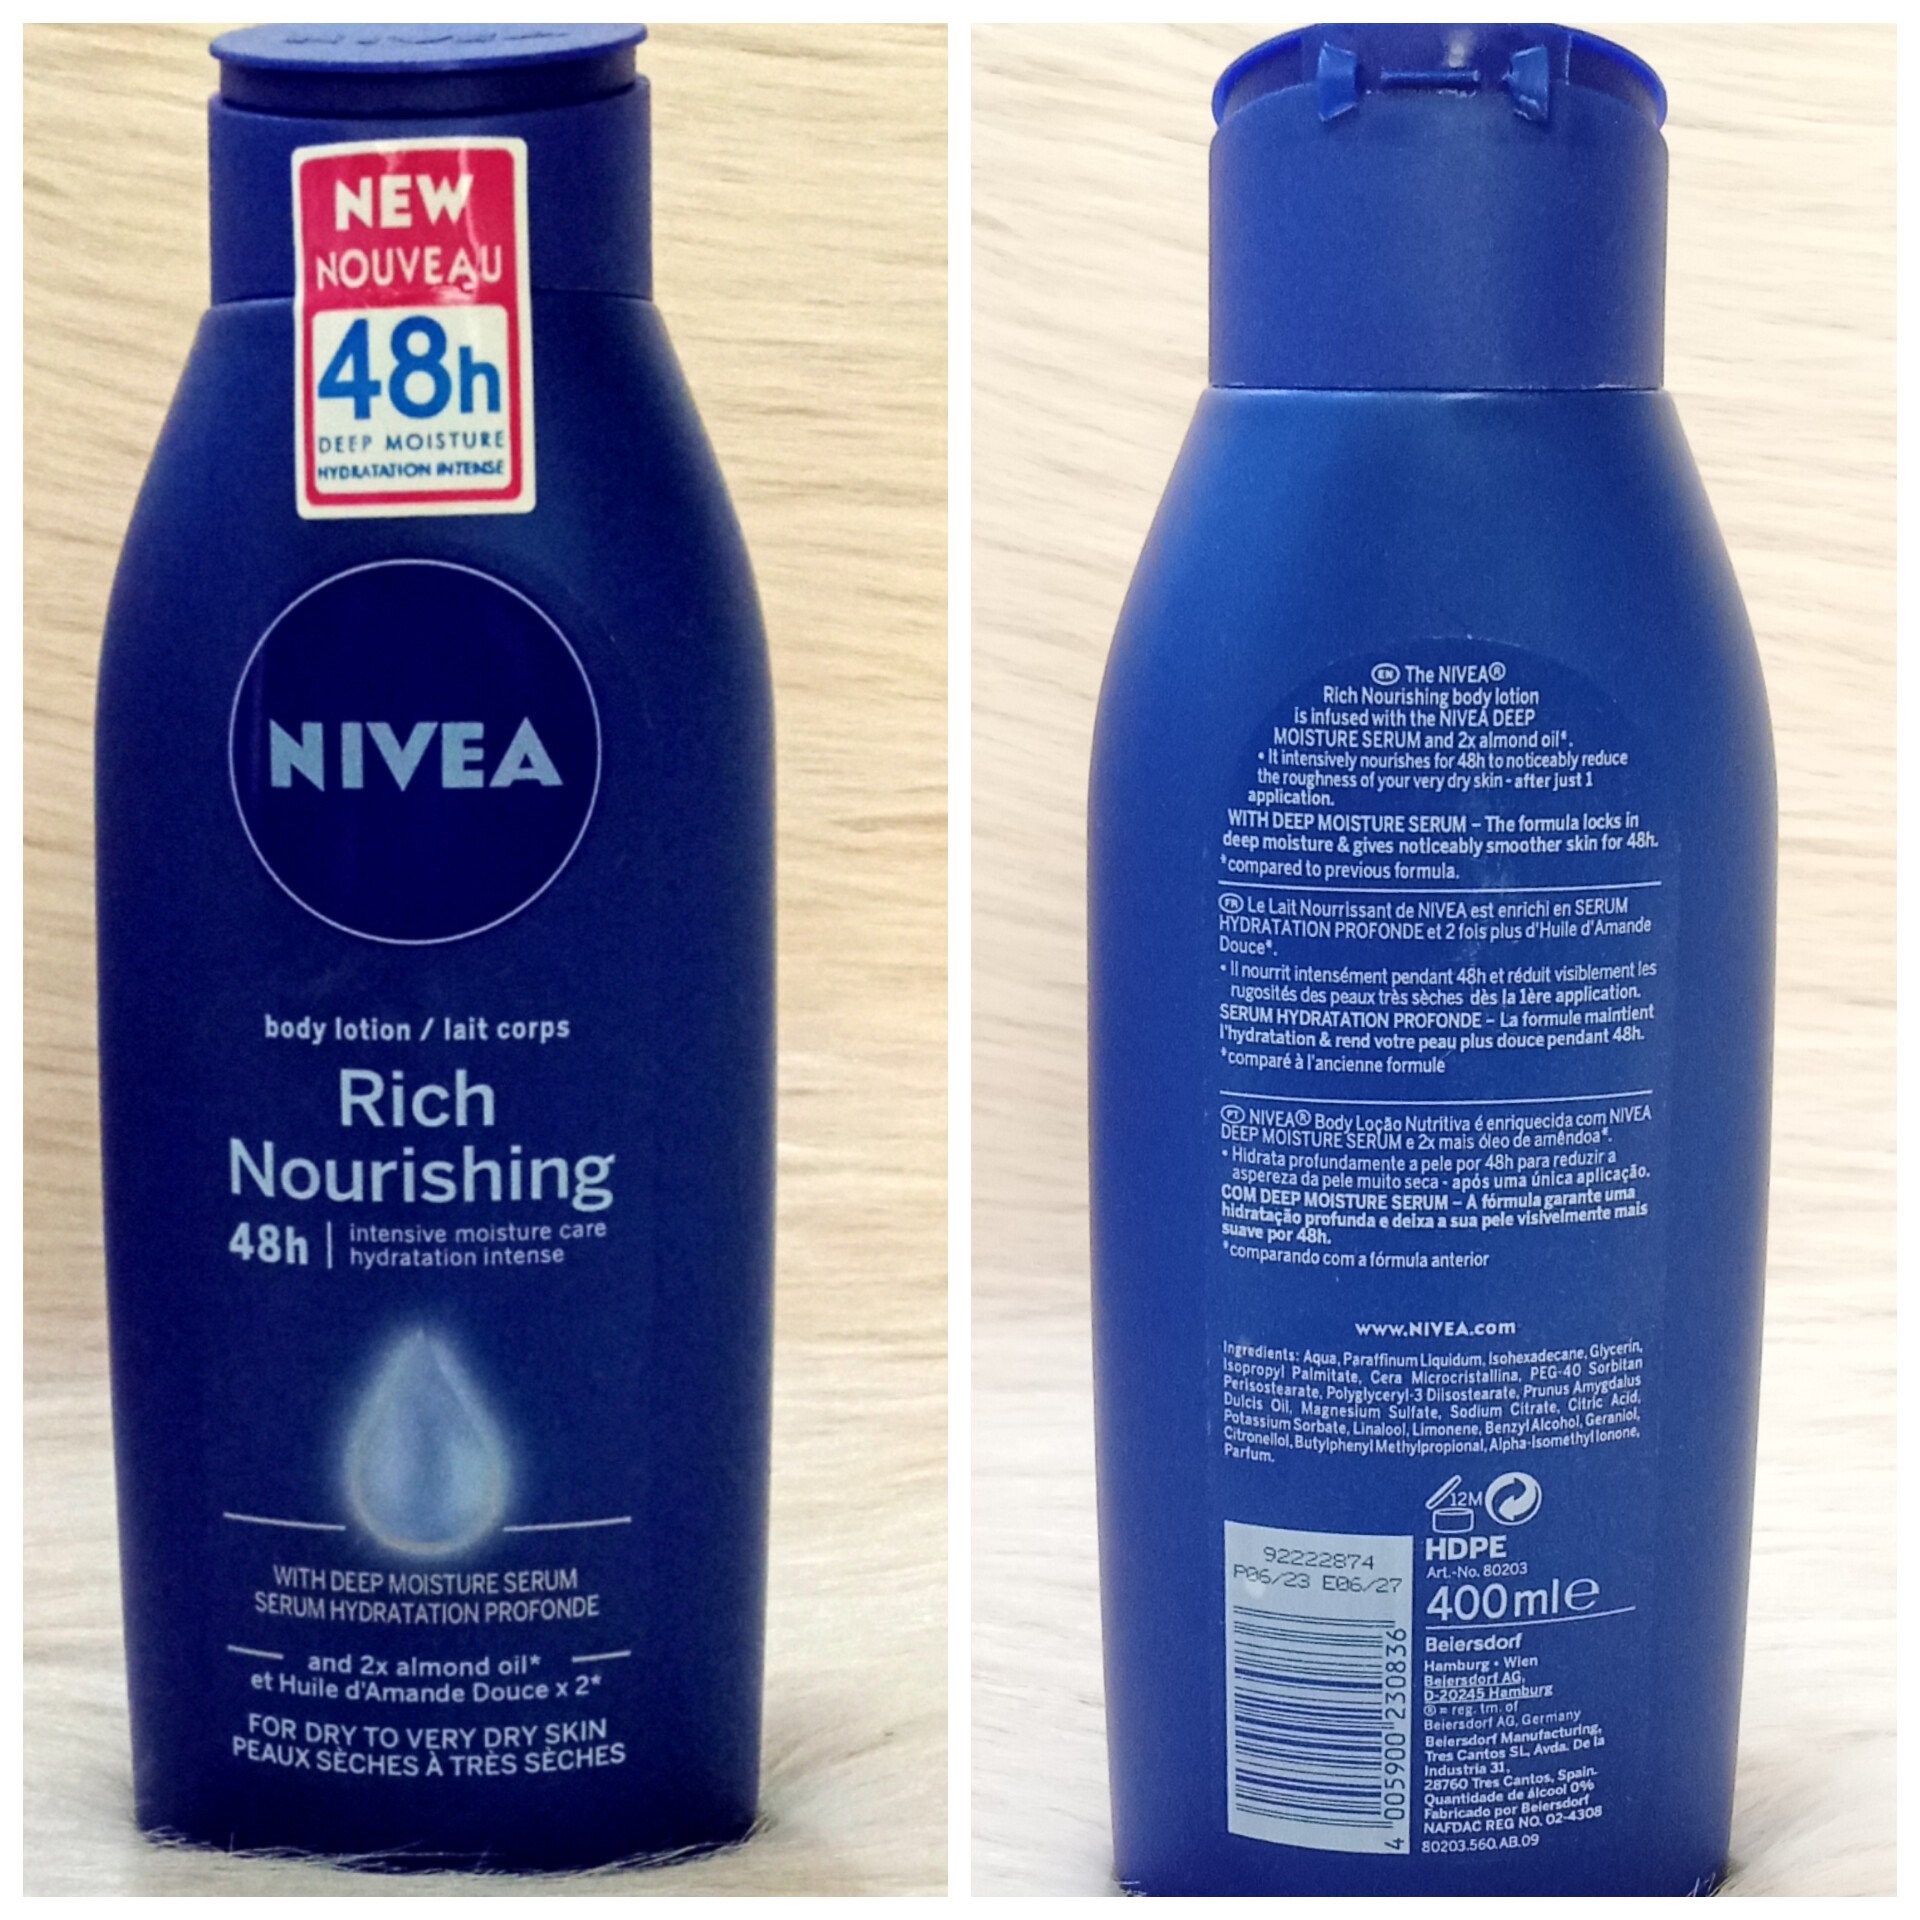 NEW
NOUVEAU
48h
DEEP MOISTURE
HYDRATATION INTENSE
NIVEA
body lotion / lait corps
Rich
Nourishing
48h
intensive moisture care
hydratation intense
WITH DEEP MOISTURE SERUM
SERUM HYDRATATION PROFONDE
and 2x almond oil*
et Huile d'Amande Douce x 2*
FOR DRY TO VERY DRY SKIN
PEAUX SÈCHES À TRÈS SÈCHES
EN The NIVEA®
Rich Nourishing body lotion
is infused with the NIVEA DEEP
MOISTURE SERUM and 2x almond oil*.
• It intensively nourishes for 48h to noticeably reduce
the roughness of your very dry skin - after just 1
application.
WITH DEEP MOISTURE SERUM – The formula locks in
deep moisture & gives noticeably smoother skin for 48h.
*compared to previous formula.
FR Le Lait Nourrissant de NIVEA est enrichi en SERUM
HYDRATATION PROFONDE et 2 fois plus d'Huile d'Amande
Douce*.
• Il nourrit intensément pendant 48h et réduit visiblement les
rugosités des peaux très sèches dès la 1ère application.
SERUM HYDRATATION PROFONDE – La formule maintient
l'hydratation & rend votre peau plus douce pendant 48h.
*comparé à l'ancienne formule
PT NIVEA® Body Loção Nutritiva é enriquecida com NIVEA
DEEP MOISTURE SERUM e 2x mais óleo de amêndoa*.
• Hidrata profundamente a pele por 48h para reduzir a
aspereza da pele muito seca - após uma única aplicação.
COM DEEP MOISTURE SERUM – A fórmula garante uma
hidratação profunda e deixa a sua pele visivelmente mais
suave por 48h.
*comparando com a fórmula anterior
www.NIVEA.com
Ingredients: Aqua, Paraffinum Liquidum, Isohexadecane, Glycerin,
Isopropyl Palmitate, Cera Microcristallina, PEG-40 Sorbitan
Perisostearate, Polyglyceryl-3 Diisostearate, Prunus Amygdalus
Dulcis Oil, Magnesium Sulfate, Sodium Citrate, Citric Acid,
Potassium Sorbate, Linalool, Limonene, Benzyl Alcohol, Geraniol,
Citronellol, Butylphenyl Methylpropional, Alpha-Isomethyl Ionone,
Parfum.
12M
HDPE
Art.-No. 80203
400 ml e
92222874
P06/23 E06/27
4 005900 230836
Beiersdorf
Hamburg • Wien
Beiersdorf AG,
D-20245 Hamburg
® = reg. tm. of
Beiersdorf AG, Germany
Beiersdorf Manufacturing,
Tres Cantos SL, Avda. De la
Industria 31,
28760 Tres Cantos, Spain.
Quantidade de álcool 0%
Fabricado por Beiersdorf
NAFDAC REG NO. 02-4308
80203.560.AB.09